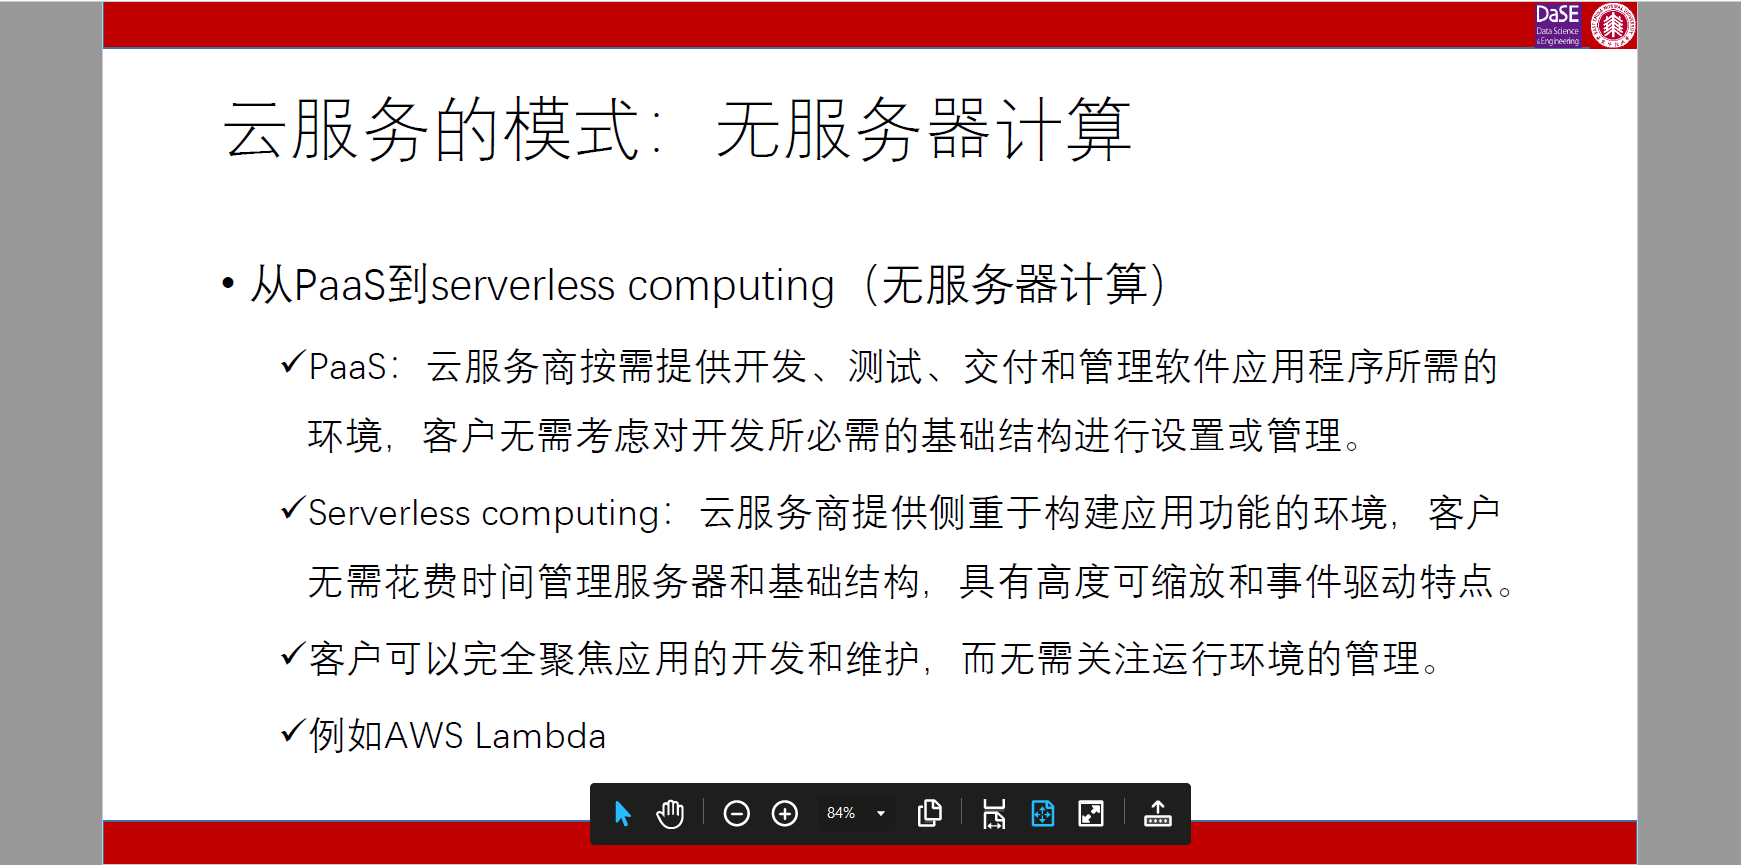 DaSE
Data Science
&Engineering
云服务的模式：无服务器计算
• 从PaaS到serverless computing（无服务器计算）
✓PaaS：云服务商按需提供开发、测试、交付和管理软件应用程序所需的
环境，客户无需考虑对开发所必需的基础结构进行设置或管理。
✓Serverless computing：云服务商提供侧重于构建应用功能的环境，客户
无需花费时间管理服务器和基础结构，具有高度可缩放和事件驱动特点。
✓客户可以完全聚焦应用的开发和维护，而无需关注运行环境的管理。
✓例如AWS Lambda
84%